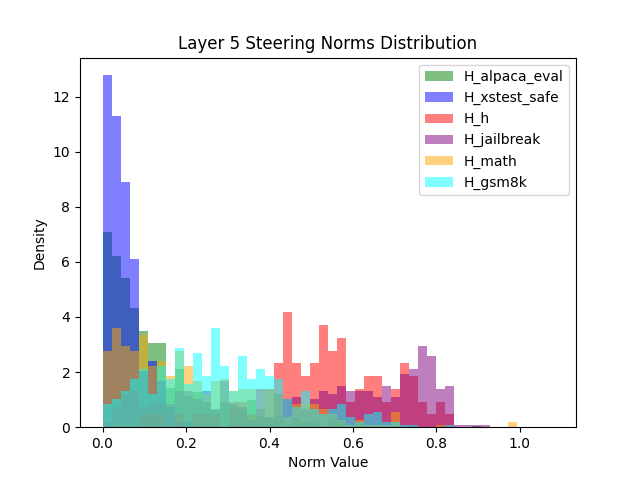 Layer 5 Steering Norms Distribution
H_alpaca_eval
H_xstest_safe
H_h
H_jailbreak
H_math
H_gsm8k
Density
12
10
8
6
4
2
0
0.0 0.2 0.4 0.6 0.8 1.0
Norm Value